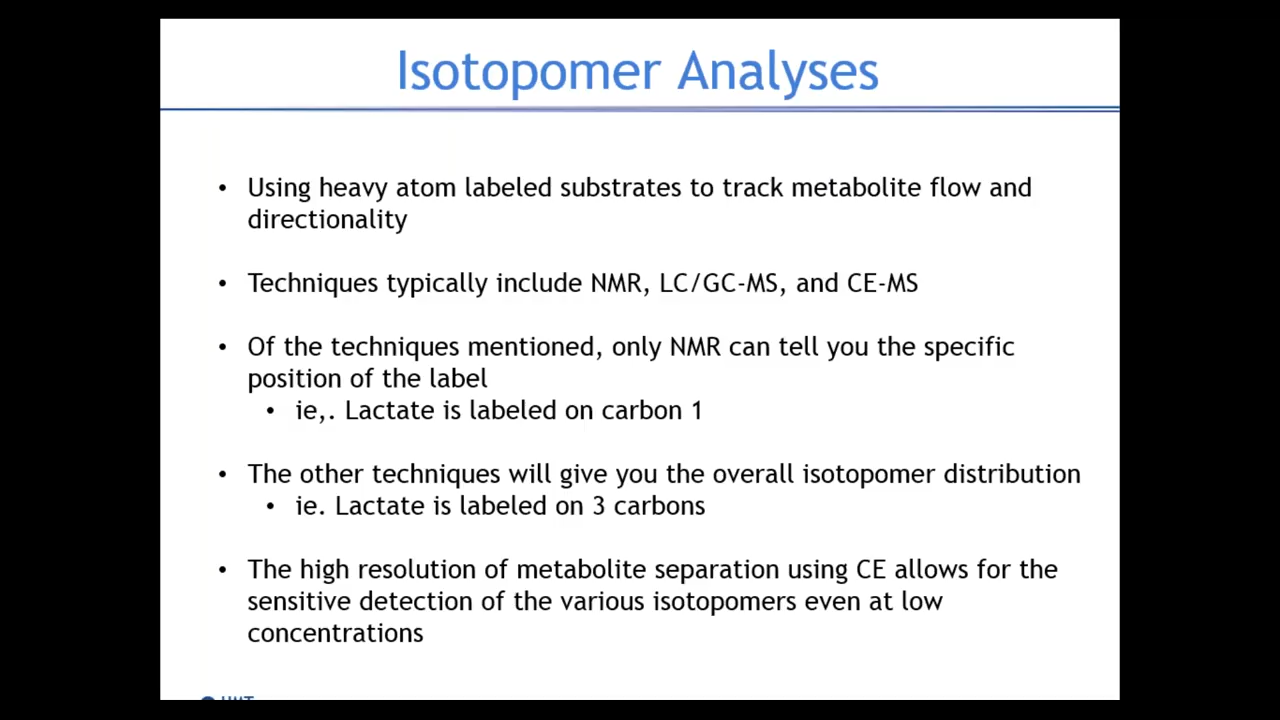 Isotopomer Analyses
• Using heavy atom labeled substrates to track metabolite flow and
directionality
• Techniques typically include NMR, LC/GC-MS, and CE-MS
• Of the techniques mentioned, only NMR can tell you the specific
position of the label
• ie,. Lactate is labeled on carbon 1
• The other techniques will give you the overall isotopomer distribution
• ie. Lactate is labeled on 3 carbons
• The high resolution of metabolite separation using CE allows for the
sensitive detection of the various isotopomers even at low
concentrations